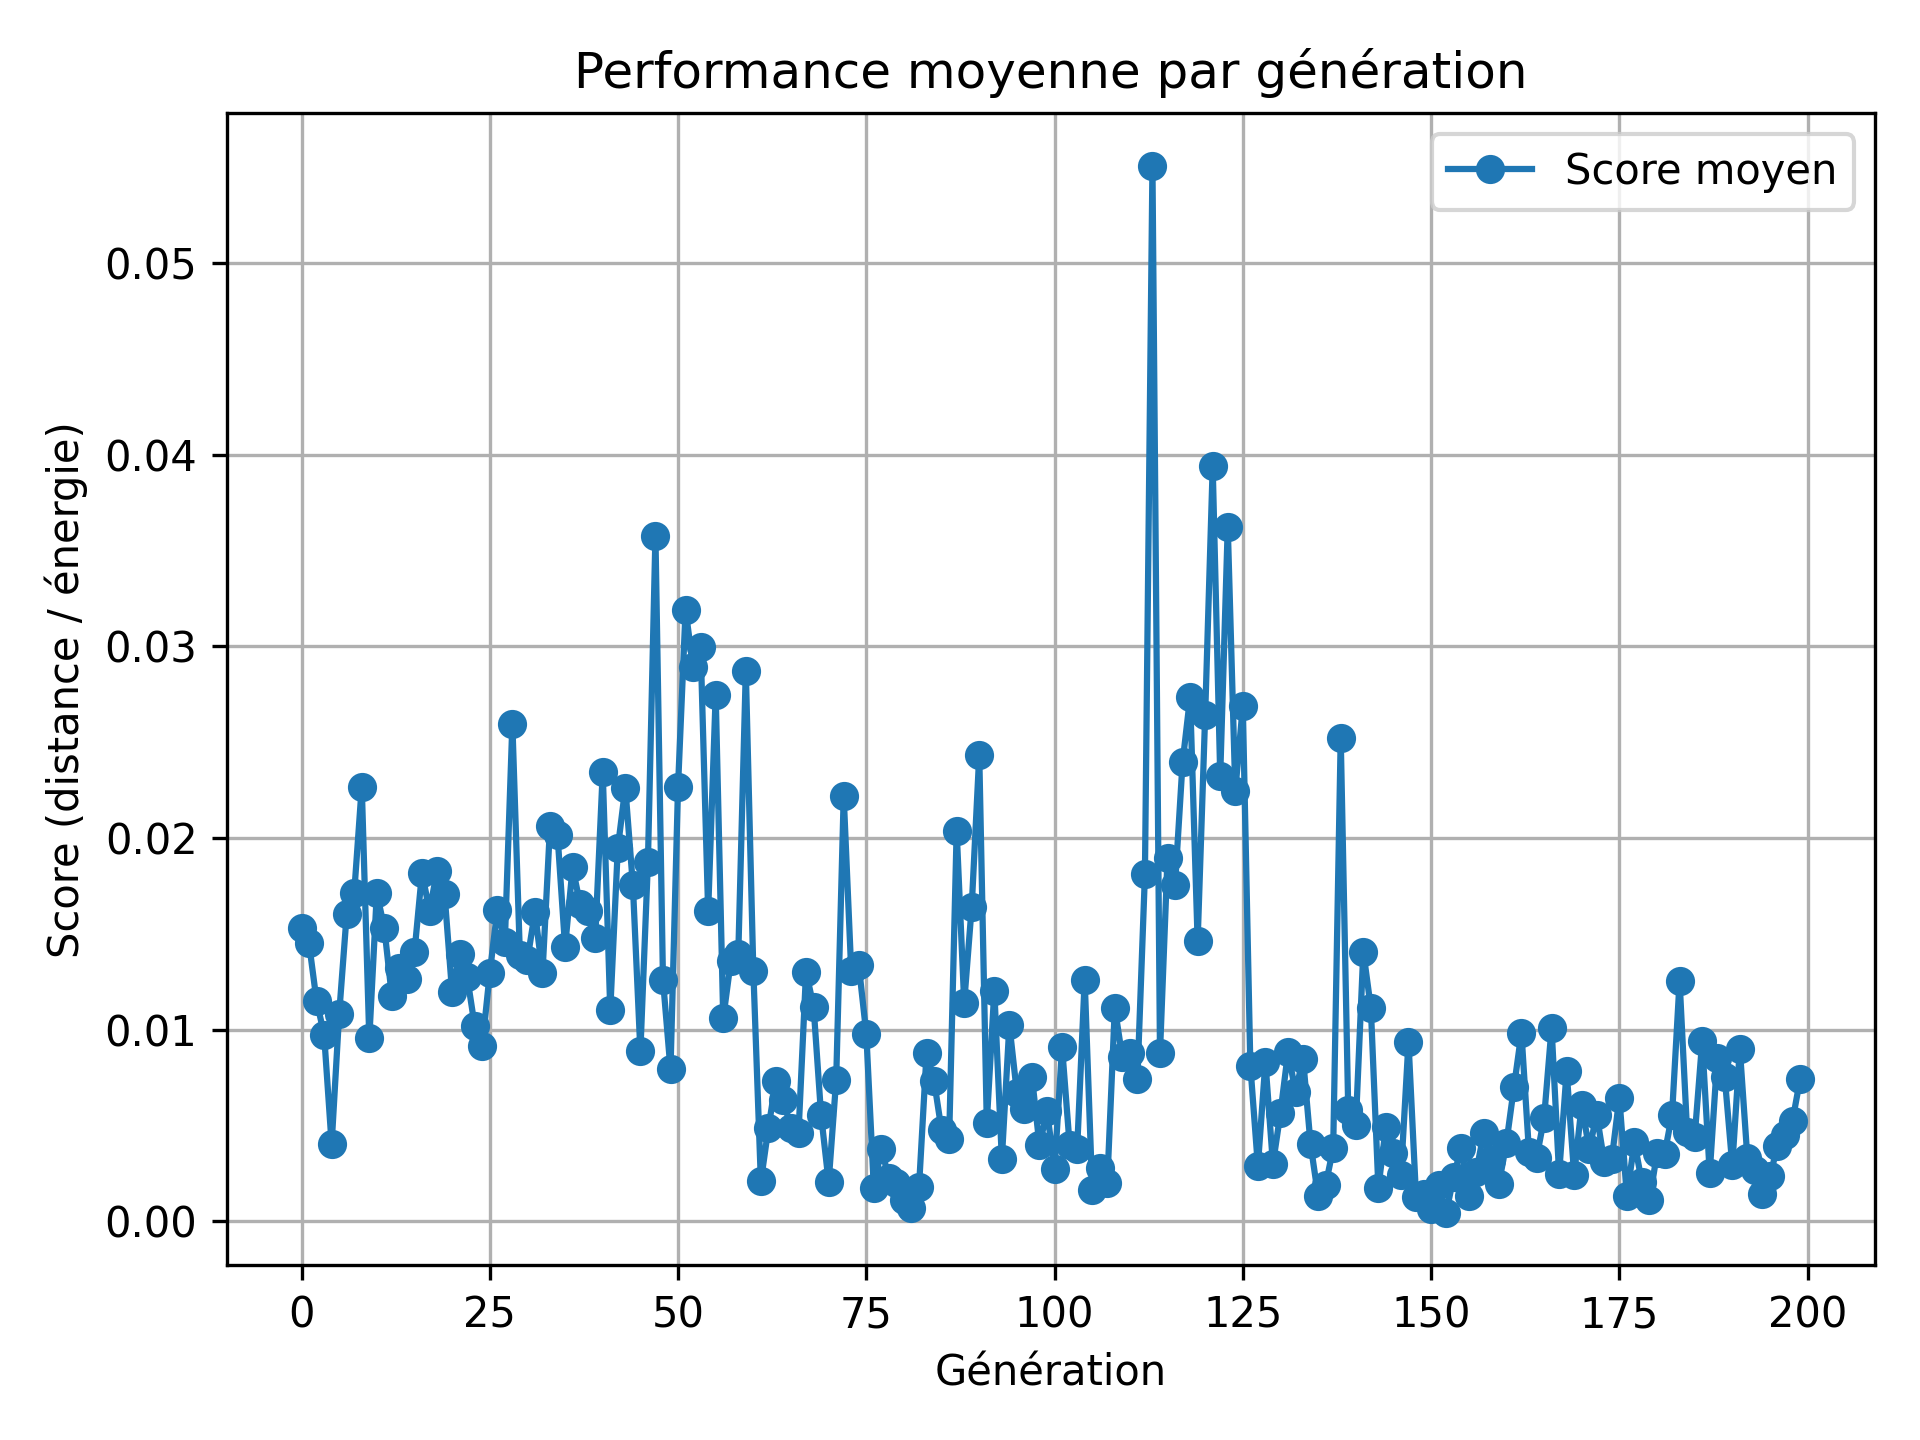 Performance moyenne par génération
Score moyen
Score (distance / énergie)
0.05
0.04
0.03
0.02
0.01
0.00
0 25 50 75 100 125 150 175 200
Génération